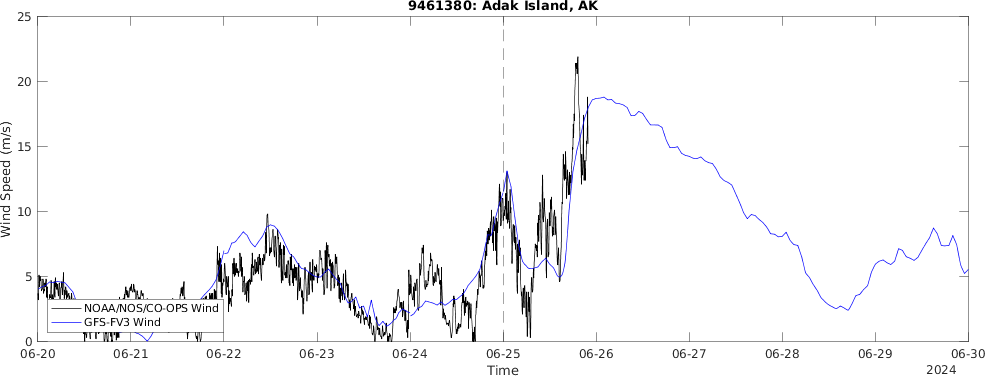 9461380: Adak Island, AK
25
20
15
10
5
0
Wind Speed (m/s)
NOAA/NOS/CO-OPS Wind
GFS-FV3 Wind
06-20 06-21 06-22 06-23 06-24 06-25 06-26 06-27 06-28 06-29 06-30
Time
2024